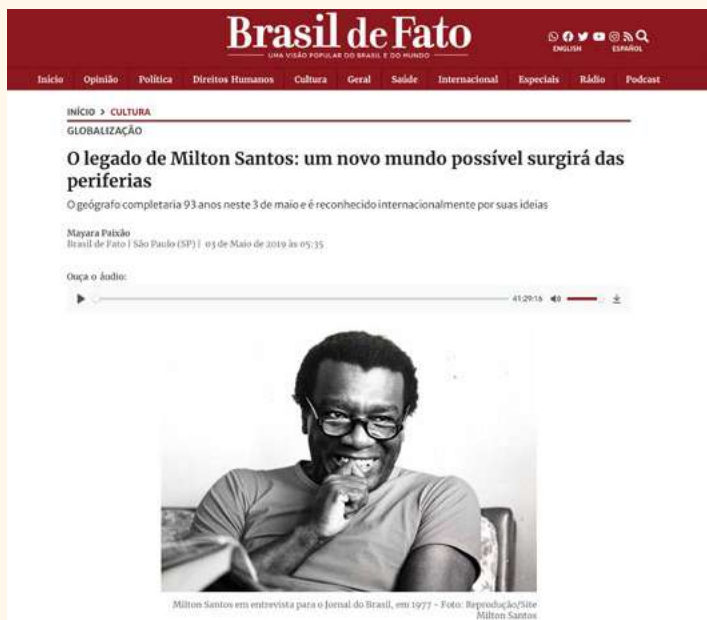 Brasil de Fato
UMA VISÃO POPULAR DO BRASIL E DO MUNDO
ENGLISH ESPAÑOL
Início Opinião Política Direitos Humanos Cultura Geral Saúde Internacional Especiais Rádio Podcast
INÍCIO > CULTURA
GLOBALIZAÇÃO
O legado de Milton Santos: um novo mundo possível surgirá das
periferias
O geógrafo completaria 93 anos neste 3 de maio e é reconhecido internacionalmente por suas ideias
Mayara Paixão
Brasil de Fato | São Paulo (SP) | 03 de Maio de 2019 às 05:35
Ouça o áudio:
41:29:16
Milton Santos em entrevista para o Jornal do Brasil, em 1977 - Foto: Reprodução/Site
Milton Santos